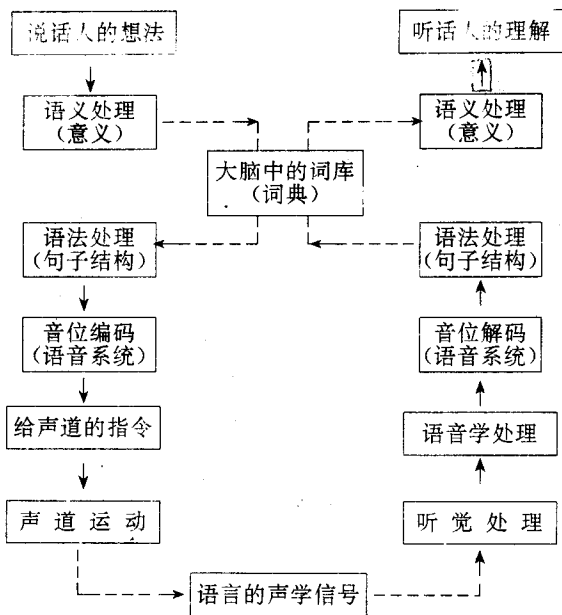 说话人的想法
听话人的理解
语义处理
(意义)
语义处理
(意义)
大脑中的词库
(词典)
语法处理
(句子结构)
语法处理
(句子结构)
音位编码
(语音系统)
音位解码
(语音系统)
给声道的指令
语音学处理
声道运动
听觉处理
语言的声学信号